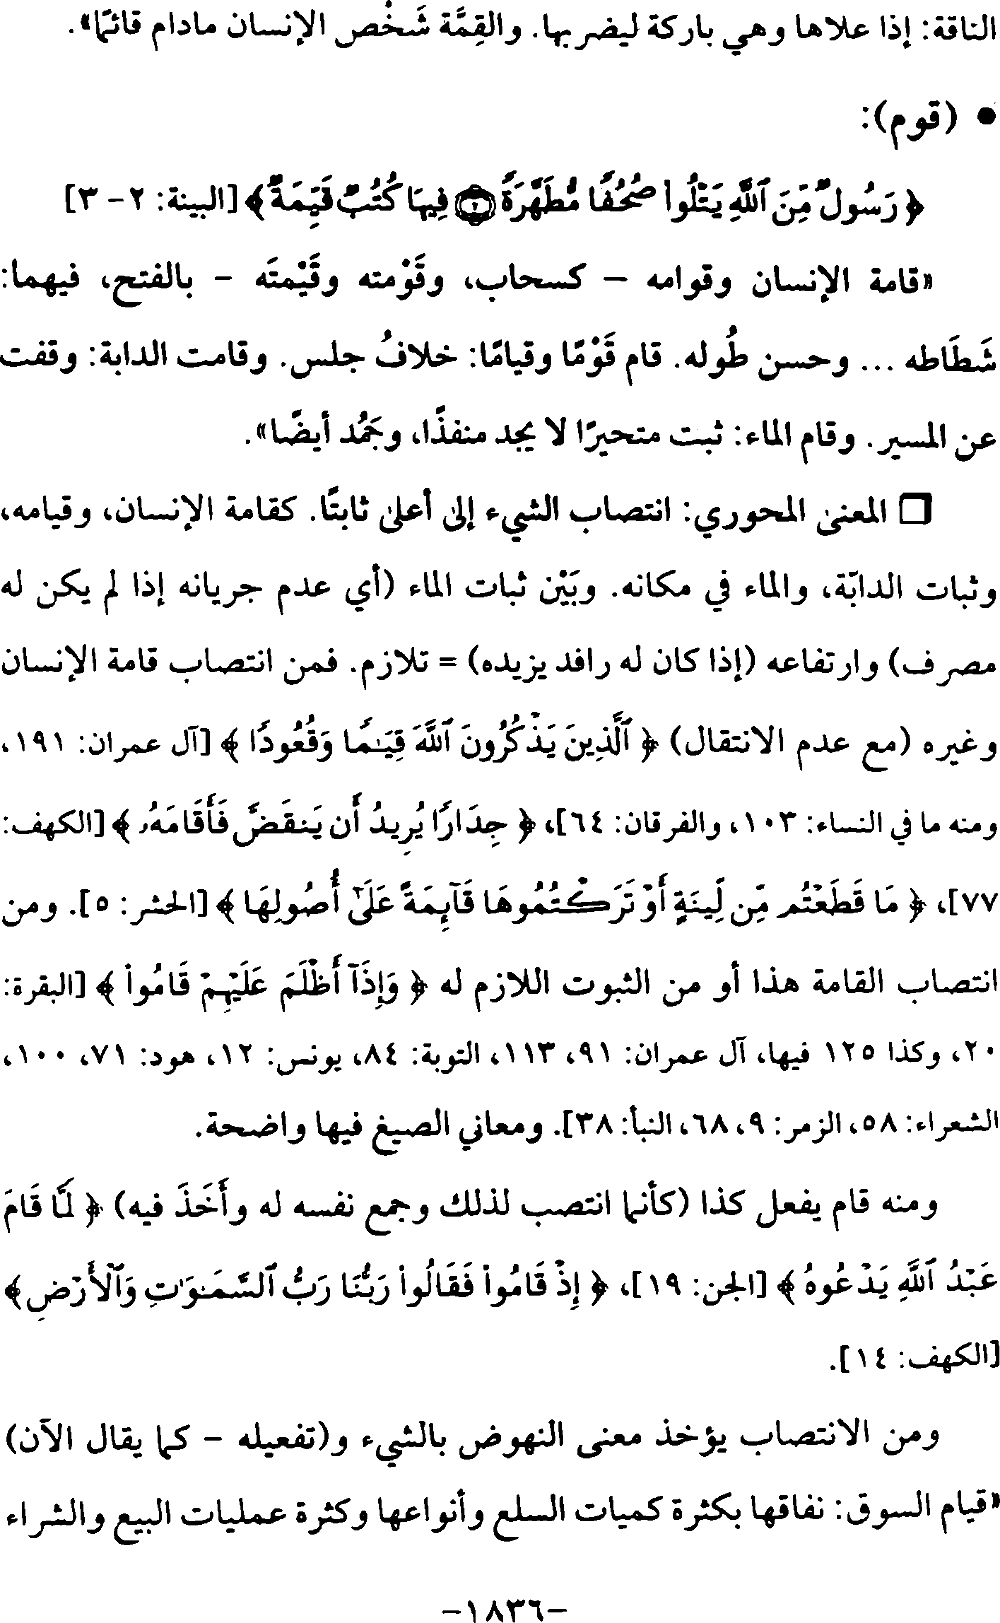 الناقة: إذا علاها وهي باركة ليضربها. والقِمَّة شَخْص الإنسان مادام قائمًا».
• (قوم):
﴿ رَسُولٌ مِّنَ ٱللَّهِ يَتْلُوا۟ صُحُفًا مُّطَهَّرَةً ۝٢ فِيهَا كُتُبٌ قَيِّمَةٌ ﴾ [البينة: ٢- ٣]
«قامة الإنسان وقوامه – كسحاب، وقَوْمته وقَيْمتَه – بالفتح، فيهما:
شَطَاطه ... وحسن طُوله. قام قَوْمًا وقيامًا: خلافُ جلس. وقامت الدابة: وقفت
عن المسير. وقام الماء: ثبت متحيرًا لا يجد منفذًا، وجَمُد أيضًا».
❒ المعنى المحوري: انتصاب الشيء إلى أعلى ثابتًا. كقامة الإنسان، وقيامه،
وثبات الدابّة، والماء في مكانه. وبَيْن ثبات الماء (أي عدم جريانه إذا لم يكن له
مصرف) وارتفاعه (إذا كان له رافد يزيده) = تلازم. فمن انتصاب قامة الإنسان
وغيره (مع عدم الانتقال) ﴿ ٱلَّذِينَ يَذْكُرُونَ ٱللَّهَ قِيَٰمًا وَقُعُودًا ﴾ [آل عمران: ١٩١،
ومنه ما في النساء: ١٠٣، والفرقان: ٦٤]، ﴿ جِدَارًا يُرِيدُ أَن يَنقَضَّ فَأَقَامَهُۥ ﴾ [الكهف:
٧٧]، ﴿ مَا قَطَعْتُم مِّن لِّينَةٍ أَوْ تَرَكْتُمُوهَا قَآئِمَةً عَلَىٰٓ أُصُولِهَا ﴾ [الحشر: ٥]. ومن
انتصاب القامة هذا أو من الثبوت اللازم له ﴿ وَإِذَآ أَظْلَمَ عَلَيْهِمْ قَامُوا۟ ﴾ [البقرة:
٢٠، وكذا ١٢٥ فيها، آل عمران: ٩١، ١١٣، التوبة: ٨٤، يونس: ١٢، هود: ٧١، ١٠٠،
الشعراء: ٥٨، الزمر: ٩، ٦٨، النبأ: ٣٨]. ومعاني الصيغ فيها واضحة.
ومنه قام يفعل كذا (كأنما انتصب لذلك وجمع نفسه له وأَخَذَ فيه) ﴿ لَمَّا قَامَ
عَبْدُ ٱللَّهِ يَدْعُوهُ ﴾ [الجن: ١٩]، ﴿ إِذْ قَامُوا۟ فَقَالُوا۟ رَبُّنَا رَبُّ ٱلسَّمَٰوَٰتِ وَٱلْأَرْضِ ﴾
[الكهف: ١٤].
ومن الانتصاب يؤخذ معنى النهوض بالشيء و(تفعيله – كما يقال الآن)
«قيام السوق: نفاقها بكثرة كميات السلع وأنواعها وكثرة عمليات البيع والشراء
-١٨٣٦-